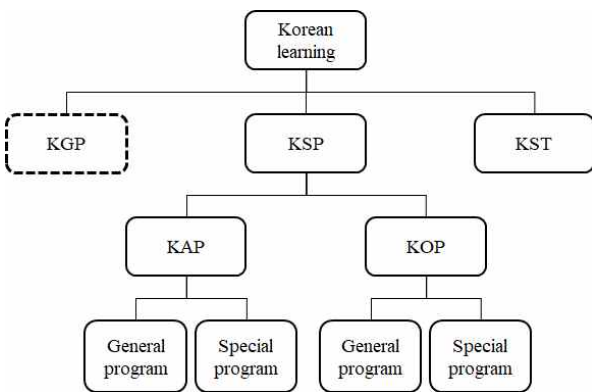 Korean
learning
KGP
KSP
KST
KAP
KOP
General
program
Special
program
General
program
Special
program